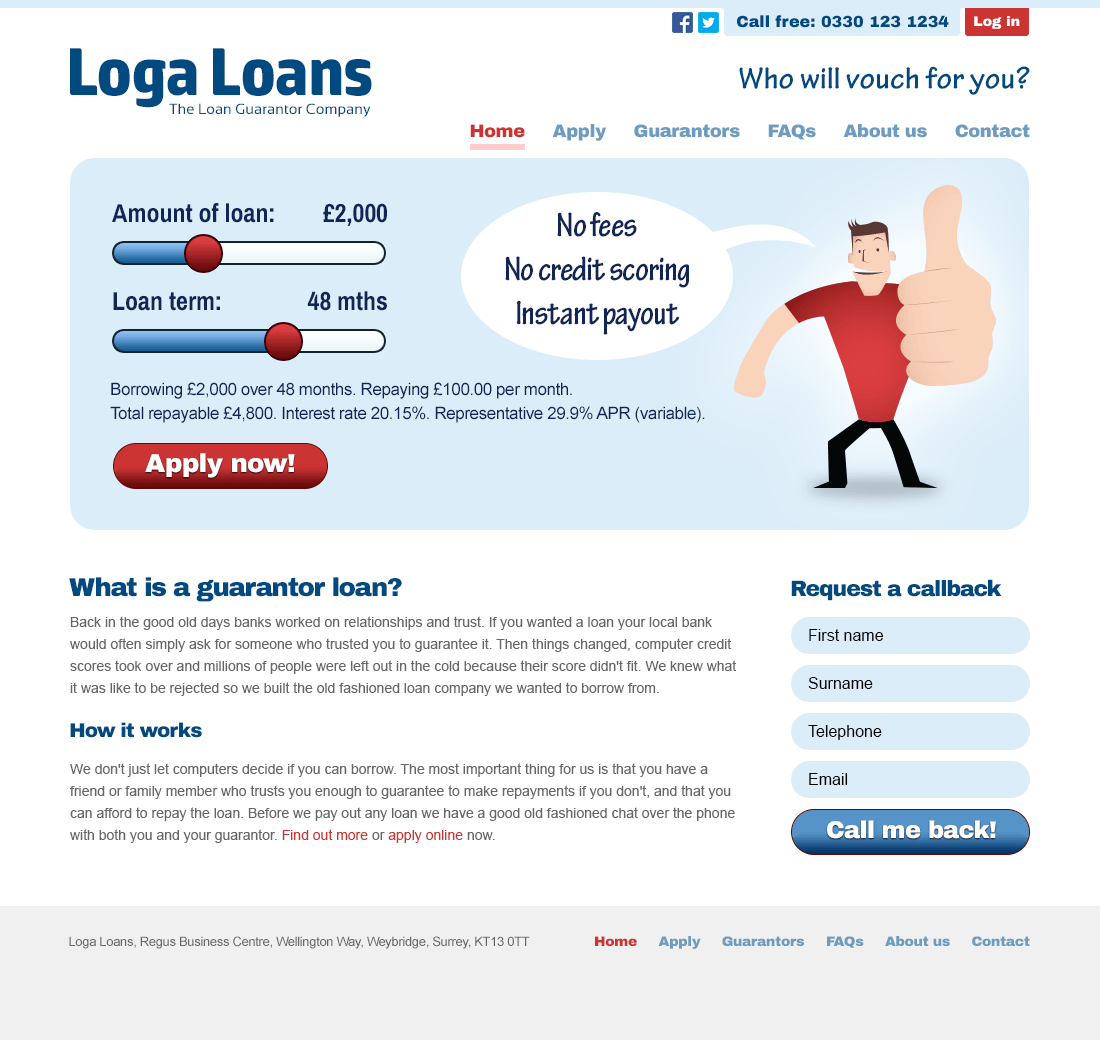 Call free: 0330 123 1234
Log in
Loga Loans
The Loan Guarantor Company
Who will vouch for you?
Home Apply Guarantors FAQs About us Contact
Amount of loan: £2,000
Loan term: 48 mths
No fees
No credit scoring
Instant payout
Borrowing £2,000 over 48 months. Repaying £100.00 per month.
Total repayable £4,800. Interest rate 20.15%. Representative 29.9% APR (variable).
Apply now!
What is a guarantor loan?
Back in the good old days banks worked on relationships and trust. If you wanted a loan your local bank
would often simply ask for someone who trusted you to guarantee it. Then things changed, computer credit
scores took over and millions of people were left out in the cold because their score didn't fit. We knew what
it was like to be rejected so we built the old fashioned loan company we wanted to borrow from.
How it works
We don't just let computers decide if you can borrow. The most important thing for us is that you have a
friend or family member who trusts you enough to guarantee to make repayments if you don't, and that you
can afford to repay the loan. Before we pay out any loan we have a good old fashioned chat over the phone
with both you and your guarantor. Find out more or apply online now.
Request a callback
First name
Surname
Telephone
Email
Call me back!
Loga Loans, Regus Business Centre, Wellington Way, Weybridge, Surrey, KT13 0TT
Home Apply Guarantors FAQs About us Contact